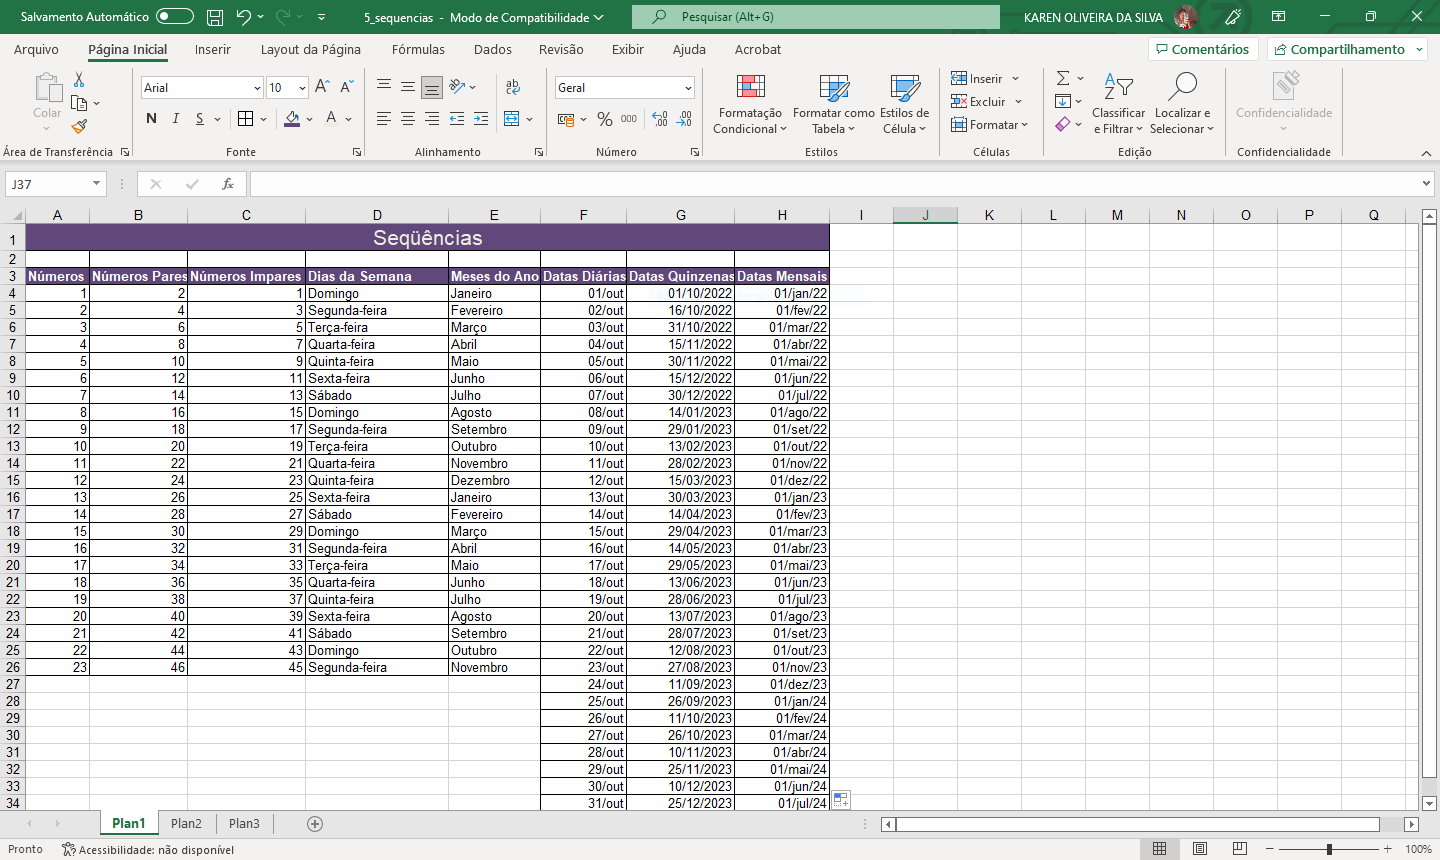 Salvamento Automático 5_sequencias - Modo de Compatibilidade Pesquisar (Alt+G) KAREN OLIVEIRA DA SILVA
Arquivo Página Inicial Inserir Layout da Página Fórmulas Dados Revisão Exibir Ajuda Acrobat Comentários Compartilhamento
Colar
Área de Transferência
Arial 10
N I S
Fonte
ab
Alinhamento
Geral
% 000
Número
Formatação Condicional
Formatar como Tabela
Estilos de Célula
Estilos
Inserir
Excluir
Formatar
Células
Classificar e Filtrar
Localizar e Selecionar
Edição
Confidencialidade
Confidencialidade
J37 fx
A B C D E F G H I J K L M N O P Q
1 Seqüências
2
3 Números Números Pares Números Impares Dias da Semana Meses do Ano Datas Diárias Datas Quinzenas Datas Mensais
4 1 2 1 Domingo Janeiro 01/out 01/10/2022 01/jan/22
5 2 4 3 Segunda-feira Fevereiro 02/out 16/10/2022 01/fev/22
6 3 6 5 Terça-feira Março 03/out 31/10/2022 01/mar/22
7 4 8 7 Quarta-feira Abril 04/out 15/11/2022 01/abr/22
8 5 10 9 Quinta-feira Maio 05/out 30/11/2022 01/mai/22
9 6 12 11 Sexta-feira Junho 06/out 15/12/2022 01/jun/22
10 7 14 13 Sábado Julho 07/out 30/12/2022 01/jul/22
11 8 16 15 Domingo Agosto 08/out 14/01/2023 01/ago/22
12 9 18 17 Segunda-feira Setembro 09/out 29/01/2023 01/set/22
13 10 20 19 Terça-feira Outubro 10/out 13/02/2023 01/out/22
14 11 22 21 Quarta-feira Novembro 11/out 28/02/2023 01/nov/22
15 12 24 23 Quinta-feira Dezembro 12/out 15/03/2023 01/dez/22
16 13 26 25 Sexta-feira Janeiro 13/out 30/03/2023 01/jan/23
17 14 28 27 Sábado Fevereiro 14/out 14/04/2023 01/fev/23
18 15 30 29 Domingo Março 15/out 29/04/2023 01/mar/23
19 16 32 31 Segunda-feira Abril 16/out 14/05/2023 01/abr/23
20 17 34 33 Terça-feira Maio 17/out 29/05/2023 01/mai/23
21 18 36 35 Quarta-feira Junho 18/out 13/06/2023 01/jun/23
22 19 38 37 Quinta-feira Julho 19/out 28/06/2023 01/jul/23
23 20 40 39 Sexta-feira Agosto 20/out 13/07/2023 01/ago/23
24 21 42 41 Sábado Setembro 21/out 28/07/2023 01/set/23
25 22 44 43 Domingo Outubro 22/out 12/08/2023 01/out/23
26 23 46 45 Segunda-feira Novembro 23/out 27/08/2023 01/nov/23
27 24/out 11/09/2023 01/dez/23
28 25/out 26/09/2023 01/jan/24
29 26/out 11/10/2023 01/fev/24
30 27/out 26/10/2023 01/mar/24
31 28/out 10/11/2023 01/abr/24
32 29/out 25/11/2023 01/mai/24
33 30/out 10/12/2023 01/jun/24
34 31/out 25/12/2023 01/jul/24
Plan1 Plan2 Plan3
Pronto Acessibilidade: não disponível 100%